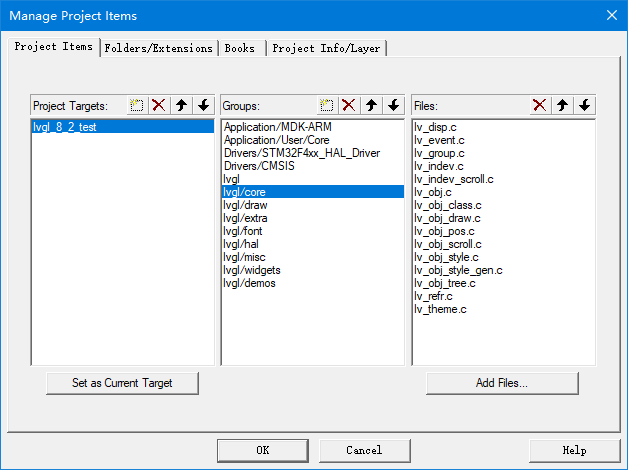 Manage Project Items
Project Items
Folders/Extensions
Books
Project Info/Layer
Project Targets:
lvgl_8_2_test
Set as Current Target
Groups:
Application/MDK-ARM
Application/User/Core
Drivers/STM32F4xx_HAL_Driver
Drivers/CMSIS
lvgl
lvgl/core
lvgl/draw
lvgl/extra
lvgl/font
lvgl/hal
lvgl/misc
lvgl/widgets
lvgl/demos
Files:
lv_disp.c
lv_event.c
lv_group.c
lv_indev.c
lv_indev_scroll.c
lv_obj.c
lv_obj_class.c
lv_obj_draw.c
lv_obj_pos.c
lv_obj_scroll.c
lv_obj_style.c
lv_obj_style_gen.c
lv_obj_tree.c
lv_refr.c
lv_theme.c
Add Files...
OK
Cancel
Help